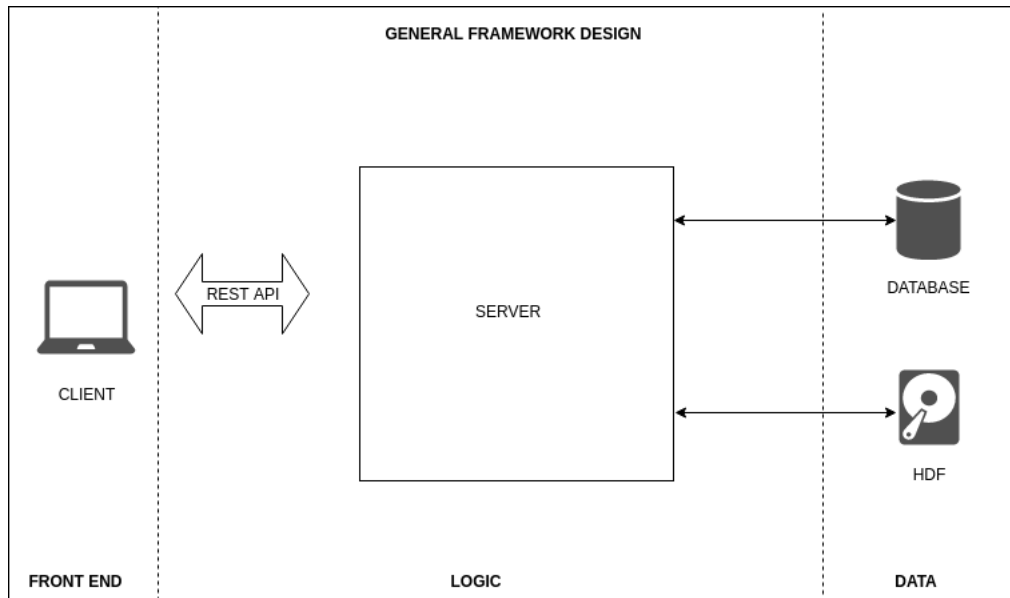 GENERAL FRAMEWORK DESIGN
REST API
SERVER
DATABASE
CLIENT
HDF
FRONT END
LOGIC
DATA